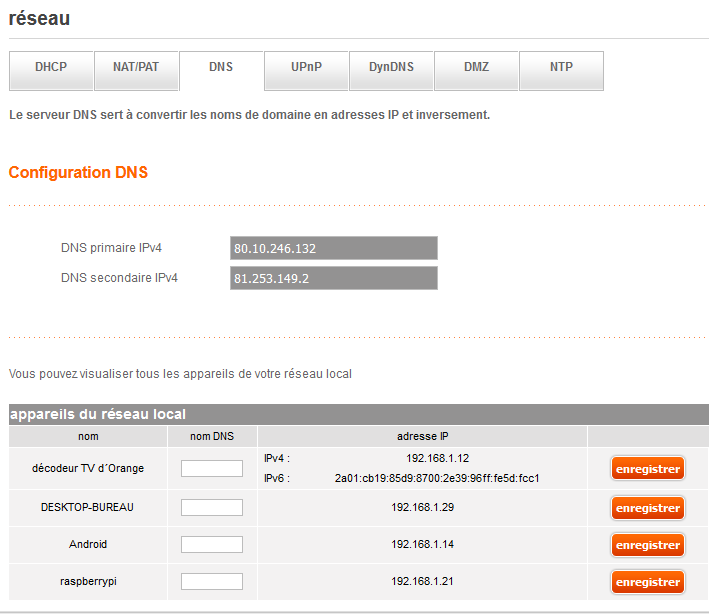 réseau
DHCP NAT/PAT DNS UPnP DynDNS DMZ NTP
Le serveur DNS sert à convertir les noms de domaine en adresses IP et inversement.
Configuration DNS
DNS primaire IPv4 80.10.246.132
DNS secondaire IPv4 81.253.149.2
Vous pouvez visualiser tous les appareils de votre réseau local
appareils du réseau local
nom nom DNS adresse IP
décodeur TV d´Orange IPv4 : 192.168.1.12 enregistrer
IPv6 : 2a01:cb19:85d9:8700:2e39:96ff:fe5d:fcc1
DESKTOP-BUREAU 192.168.1.29 enregistrer
Android 192.168.1.14 enregistrer
raspberrypi 192.168.1.21 enregistrer